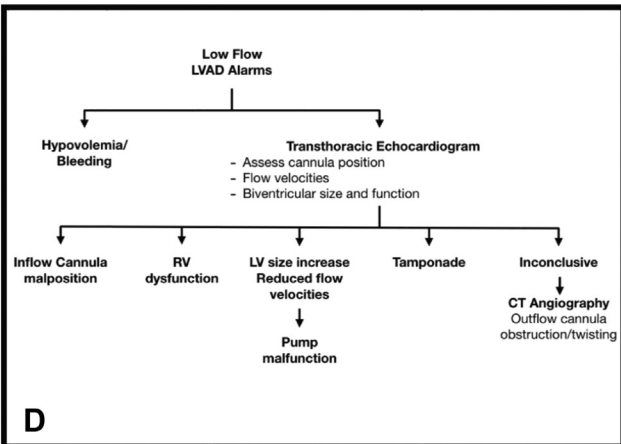 Low Flow
LVAD Alarms
Hypovolemia/
Bleeding
Transthoracic Echocardiogram
- Assess cannula position
- Flow velocities
- Biventricular size and function
Inflow Cannula
malposition
RV
dysfunction
LV size increase
Reduced flow
velocities
Pump
malfunction
Tamponade
Inconclusive
CT Angiography
Outflow cannula
obstruction/twisting
D